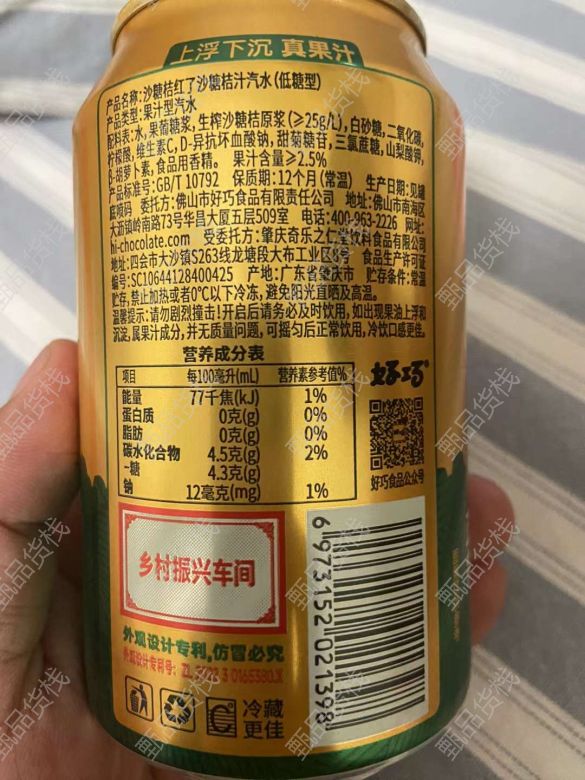 上浮下沉 真果汁
产品名称:沙糖桔红了沙糖桔汁汽水(低糖型)
产品类型:果汁型汽水
配料表:水,果葡糖浆,生榨沙糖桔原浆(≥25g/L),白砂糖,二氧化碳,
柠檬酸,维生素C,D-异抗坏血酸钠,甜菊糖苷,三氯蔗糖,山梨酸钾,
β-胡萝卜素,食品用香精。 果汁含量≥2.5%
产品标准号:GB/T 10792 保质期:12个月(常温) 生产日期:见罐
底喷码 委托方:佛山市好巧食品有限责任公司 地址:佛山市南海区
大沥镇岭南路73号华昌大厦五层509室 电话:400-963-2226 网址:
hi-chocolate.com 受委托方:肇庆奇乐之仁堂饮料食品有限公司
地址:四会市大沙镇S263线龙塘段大布工业区8号 食品生产许可证
编号:SC10644128400425 产地:广东省肇庆市 贮存条件:常温
贮存,禁止加热或者0°C以下冷冻,避免阳光直晒及高温。
温馨提示:请勿剧烈撞击!开启后请务必及时饮用,如出现果油上浮和
沉淀,属果汁成分,并无质量问题,可摇匀后正常饮用,冷饮口感更佳。
营养成分表
项目 每100毫升(mL) 营养素参考值%
能量 77千焦(kJ) 1%
蛋白质 0克(g) 0%
脂肪 0克(g) 0%
碳水化合物 4.5克(g) 2%
-糖 4.3克(g)
钠 12毫克(mg) 1%
好巧
好巧食品公众号
乡村振兴车间
外观设计专利,仿冒必究
外观设计专利号:
冷藏
更佳
6 973152 021398
甄品货栈